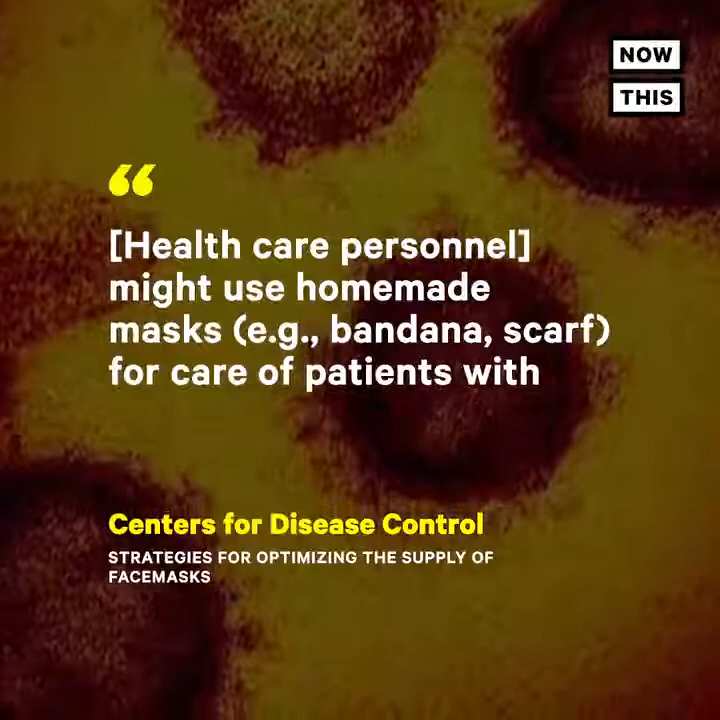 NOW
THIS
“
[Health care personnel]
might use homemade
masks (e.g., bandana, scarf)
for care of patients with
Centers for Disease Control
STRATEGIES FOR OPTIMIZING THE SUPPLY OF
FACEMASKS